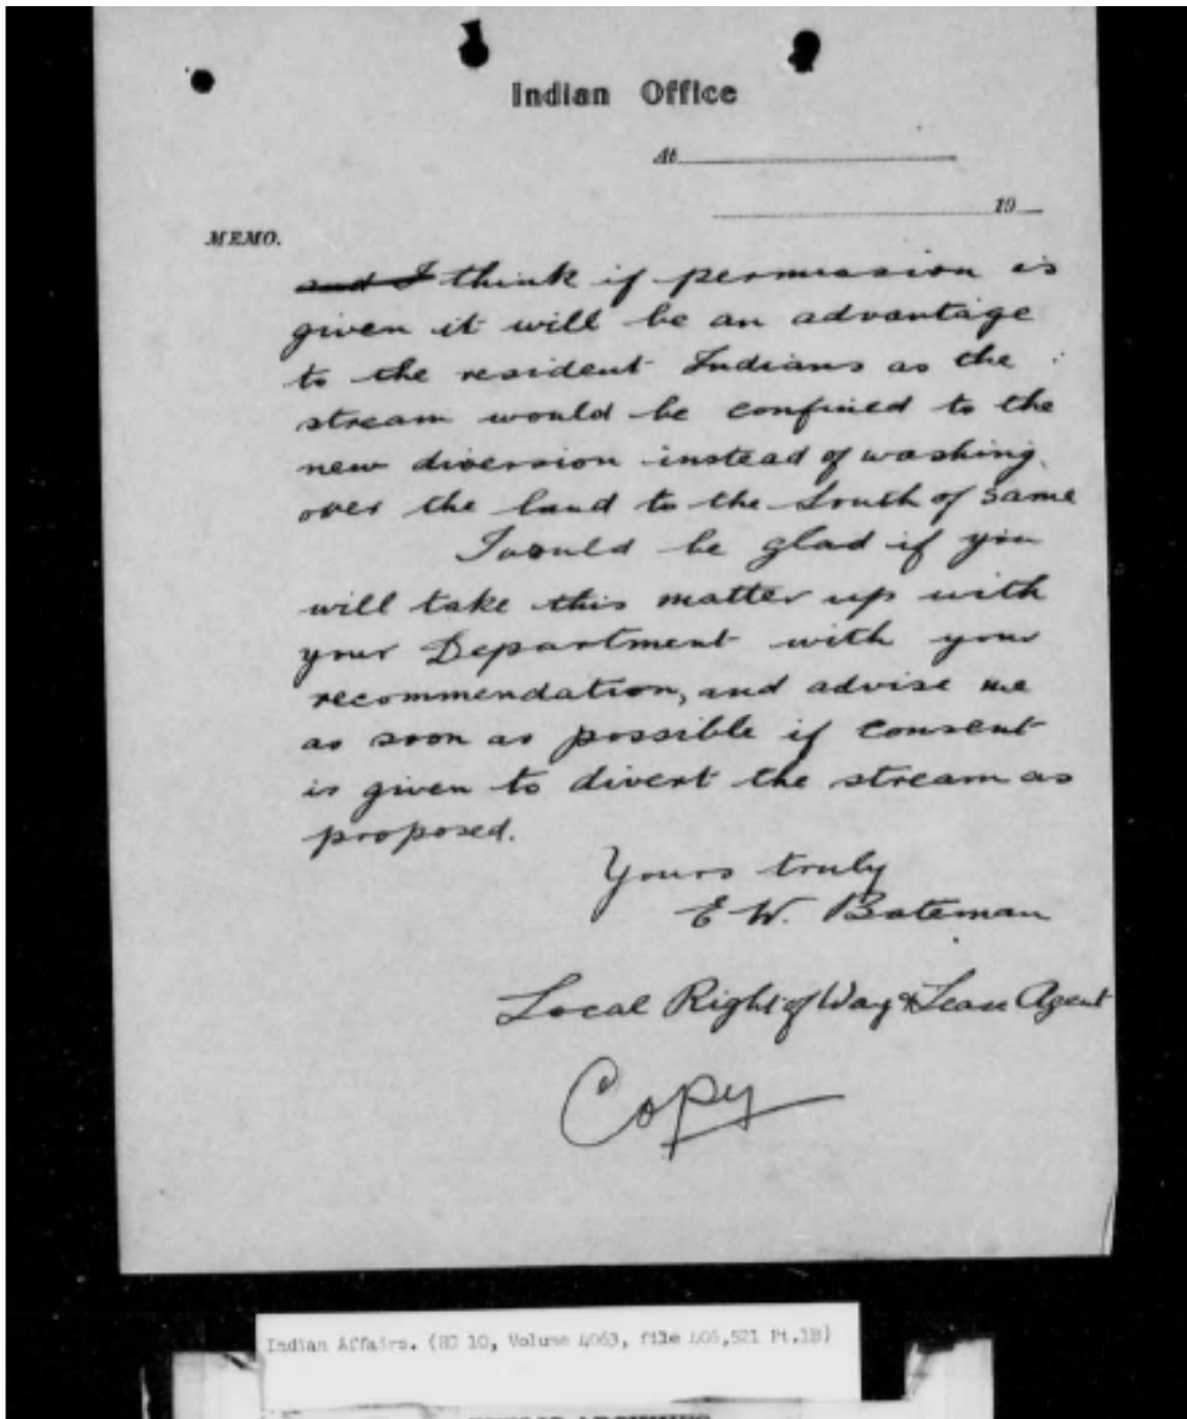 Indian Office
At
19
MEMO.
and I think if permission is
given it will be an advantage
to the resident Indians as the
stream would be confined to the
new diversion instead of washing
over the land to the South of same
I would be glad if you
will take this matter up with
your Department with your
recommendation, and advise me
as soon as possible if consent
is given to divert the stream as
proposed.
Yours truly
E W. Bateman
Local Right of Way & Lease Agent
Copy
Indian Affairs. (RG 10, Volume 4063, file 406,521 Pt.1B)